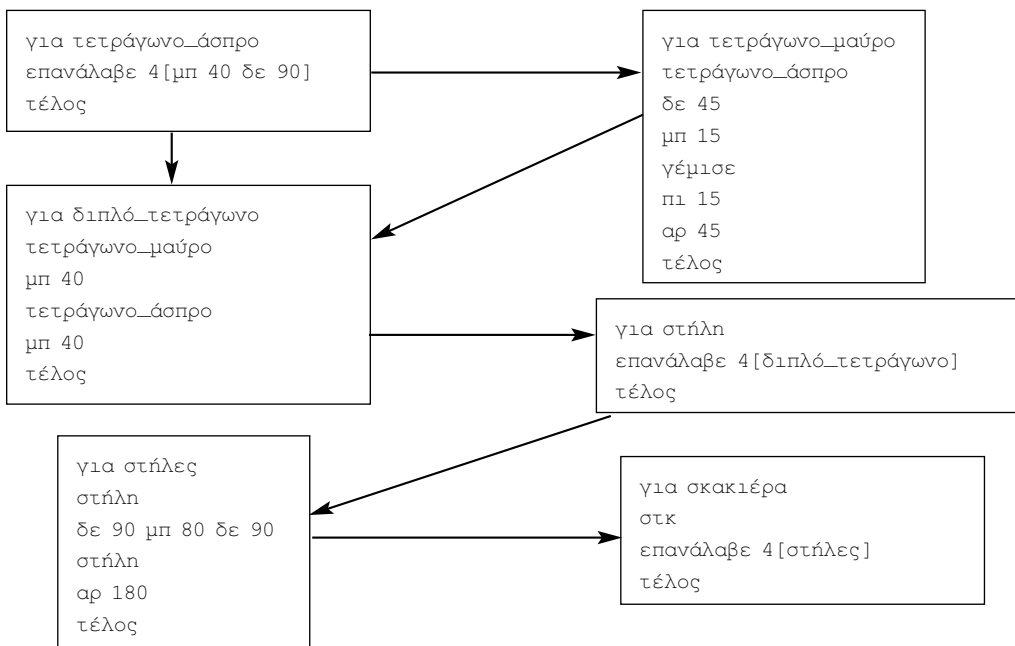 για τετράγωνο_άσπρο
επανάλαβε 4[μπ 40 δε 90]
τέλος
για τετράγωνο_μαύρο
τετράγωνο_άσπρο
δε 45
μπ 15
γέμισε
πι 15
αρ 45
τέλος
για διπλό_τετράγωνο
τετράγωνο_μαύρο
μπ 40
τετράγωνο_άσπρο
μπ 40
τέλος
για στήλη
επανάλαβε 4[διπλό_τετράγωνο]
τέλος
για στήλες
στήλη
δε 90 μπ 80 δε 90
στήλη
αρ 180
τέλος
για σκακιέρα
στκ
επανάλαβε 4[στήλες]
τέλος